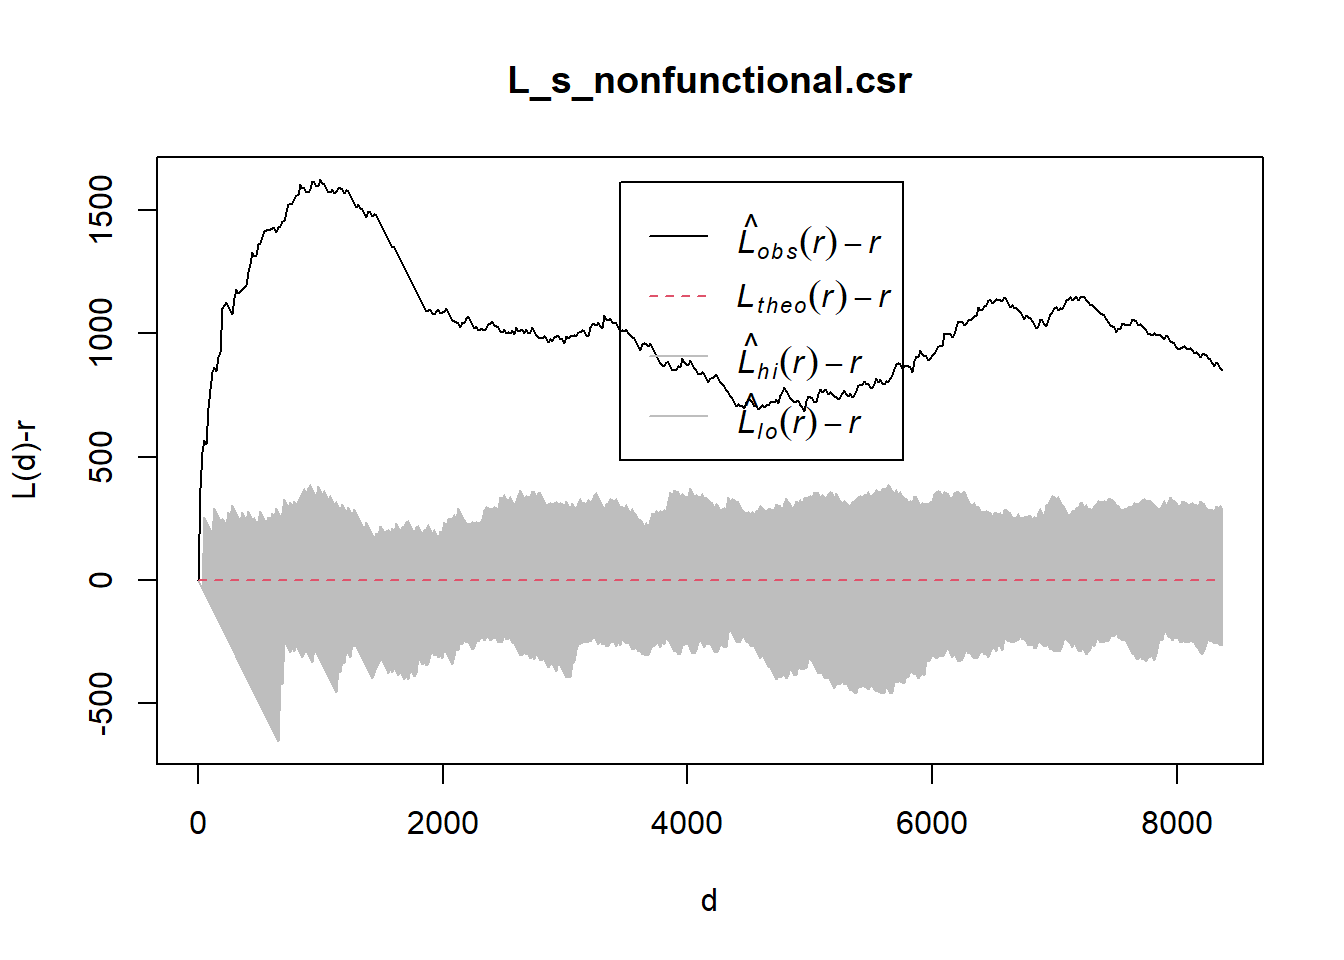 L_s_nonfunctional.csr
L(d)-r
1500
1000
500
0
-500
L̂obs(r) – r
Ltheo(r) – r
L̂hi(r) – r
L̂lo(r) – r
0 2000 4000 6000 8000
d